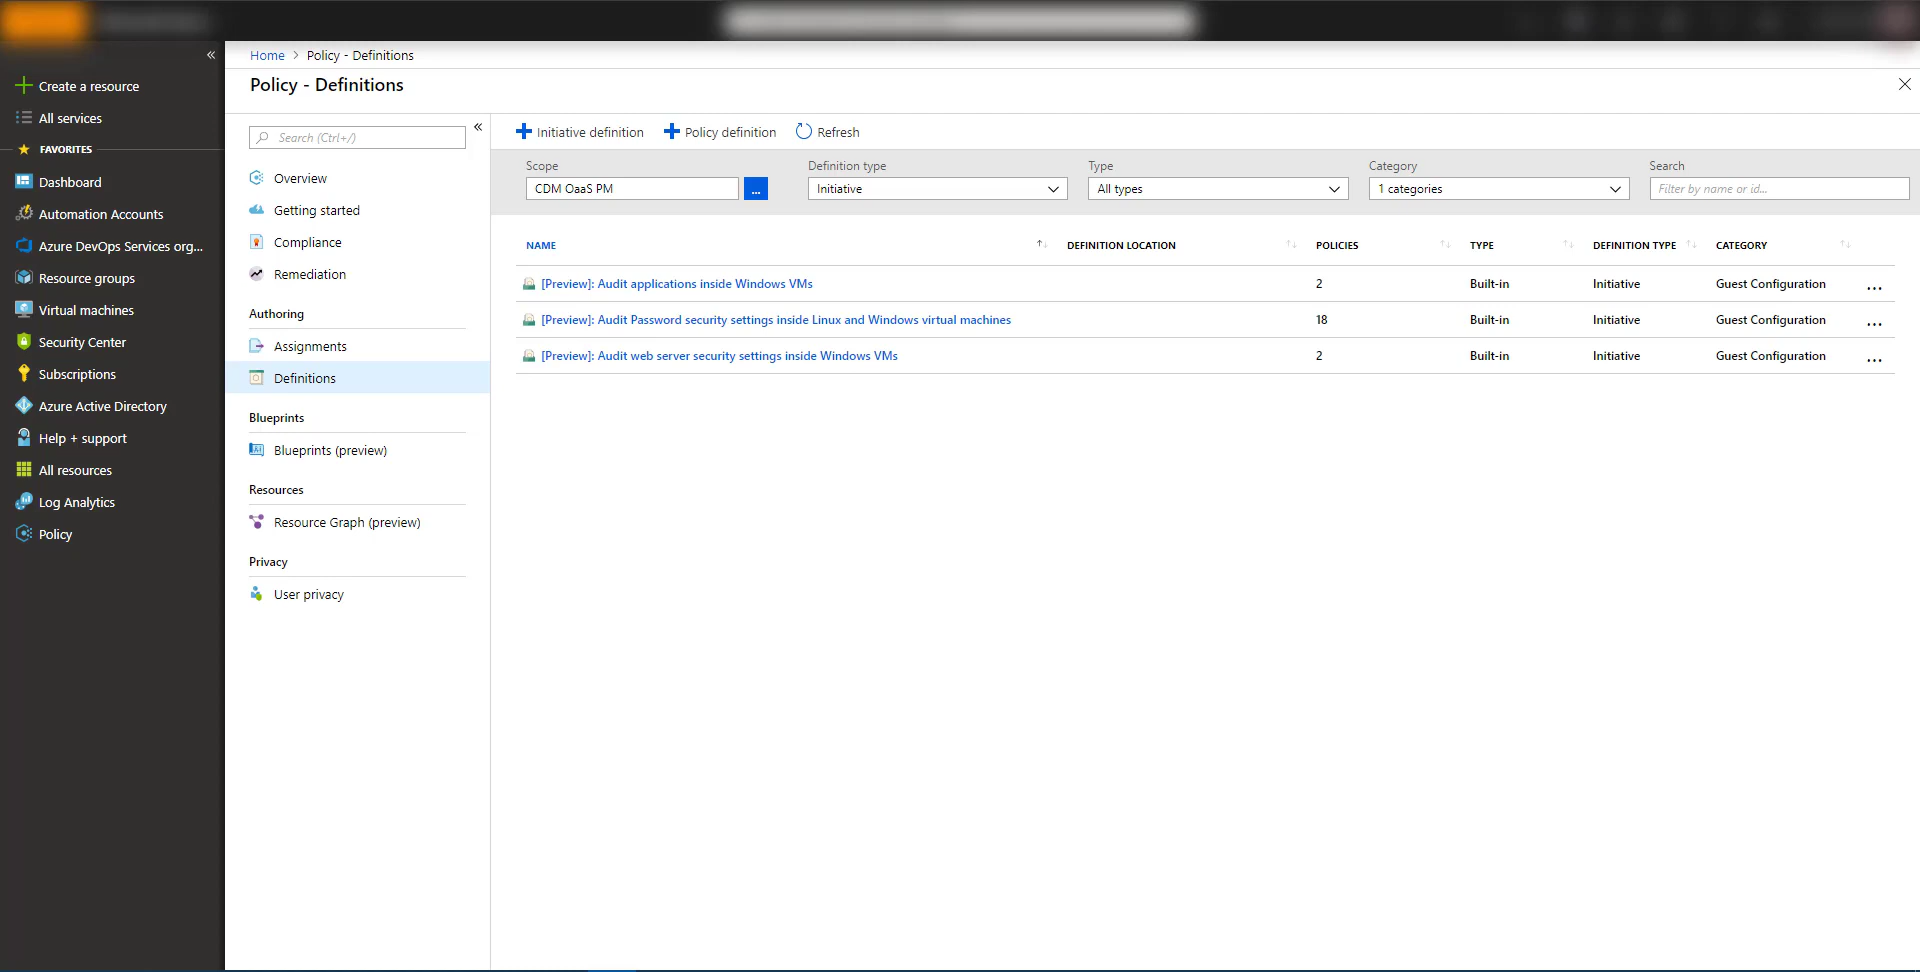 Home > Policy - Definitions
Policy - Definitions
Create a resource
All services
FAVORITES
Dashboard
Automation Accounts
Azure DevOps Services org...
Resource groups
Virtual machines
Security Center
Subscriptions
Azure Active Directory
Help + support
All resources
Log Analytics
Policy
Search (Ctrl+/)
Overview
Getting started
Compliance
Remediation
Authoring
Assignments
Definitions
Blueprints
Blueprints (preview)
Resources
Resource Graph (preview)
Privacy
User privacy
Initiative definition Policy definition Refresh
Scope Definition type Type Category Search
CDM OaaS PM ... Initiative All types 1 categories Filter by name or id...
NAME DEFINITION LOCATION POLICIES TYPE DEFINITION TYPE CATEGORY
[Preview]: Audit applications inside Windows VMs 2 Built-in Initiative Guest Configuration ...
[Preview]: Audit Password security settings inside Linux and Windows virtual machines 18 Built-in Initiative Guest Configuration ...
[Preview]: Audit web server security settings inside Windows VMs 2 Built-in Initiative Guest Configuration ...